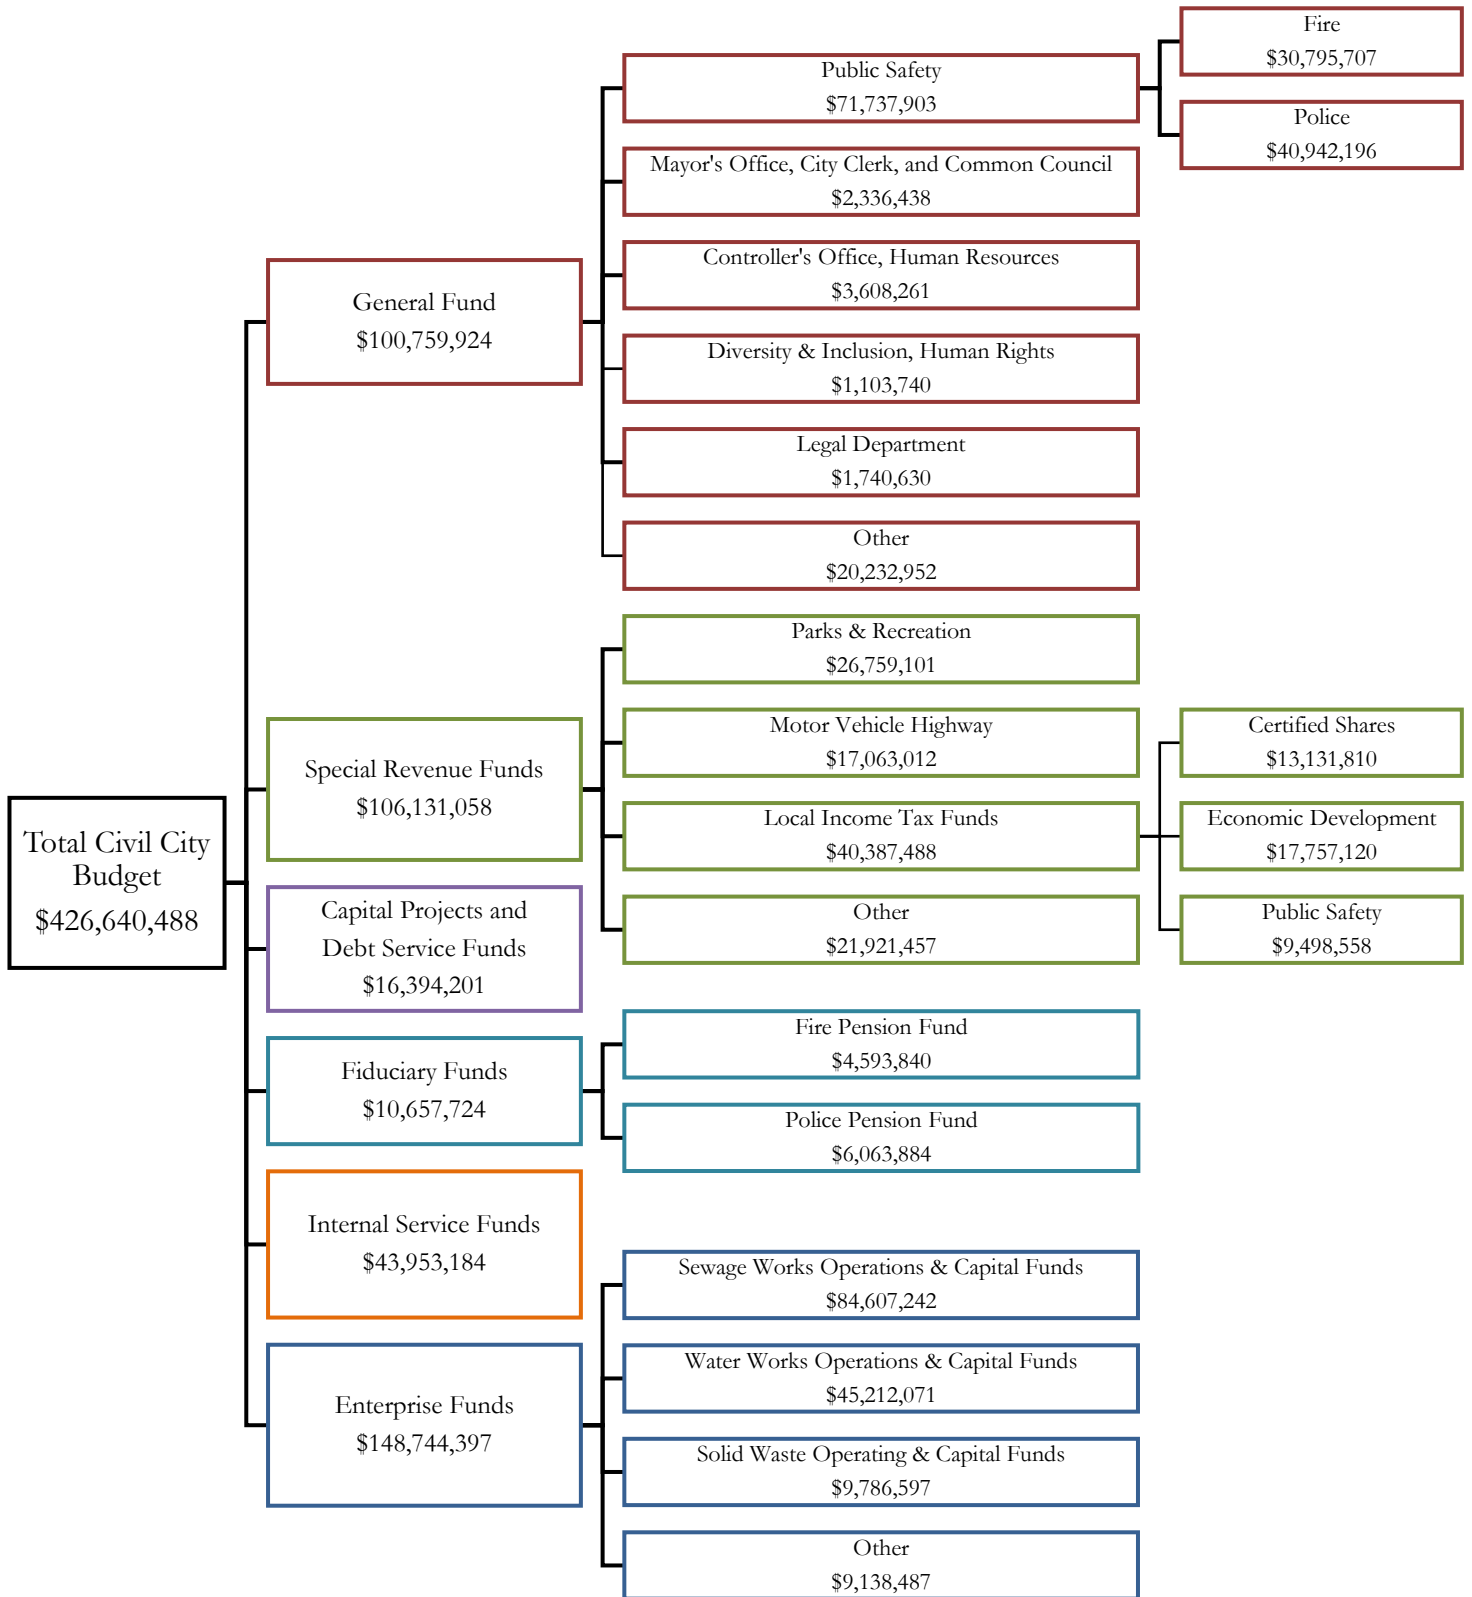 Total Civil City
Budget
$426,640,488
General Fund
$100,759,924
Public Safety
$71,737,903
Fire
$30,795,707
Police
$40,942,196
Mayor's Office, City Clerk, and Common Council
$2,336,438
Controller's Office, Human Resources
$3,608,261
Diversity & Inclusion, Human Rights
$1,103,740
Legal Department
$1,740,630
Other
$20,232,952
Special Revenue Funds
$106,131,058
Parks & Recreation
$26,759,101
Motor Vehicle Highway
$17,063,012
Local Income Tax Funds
$40,387,488
Certified Shares
$13,131,810
Economic Development
$17,757,120
Public Safety
$9,498,558
Other
$21,921,457
Capital Projects and
Debt Service Funds
$16,394,201
Fiduciary Funds
$10,657,724
Fire Pension Fund
$4,593,840
Police Pension Fund
$6,063,884
Internal Service Funds
$43,953,184
Enterprise Funds
$148,744,397
Sewage Works Operations & Capital Funds
$84,607,242
Water Works Operations & Capital Funds
$45,212,071
Solid Waste Operating & Capital Funds
$9,786,597
Other
$9,138,487